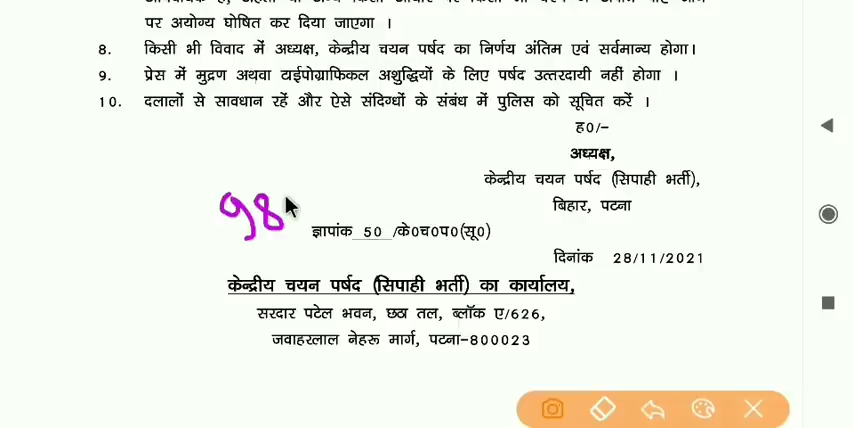 पर अयोग्य घोषित कर दिया जाएगा ।
8. किसी भी विवाद में अध्यक्ष, केन्द्रीय चयन पर्षद का निर्णय अंतिम एवं सर्वमान्य होगा।
9. प्रेस में मुद्रण अथवा टाईपोग्राफिकल अशुद्धियों के लिए पर्षद उत्तरदायी नहीं होगा ।
10. दलालों से सावधान रहें और ऐसे संदिग्धों के संबंध में पुलिस को सूचित करें ।
ह0/-
अध्यक्ष,
केन्द्रीय चयन पर्षद (सिपाही भर्ती),
बिहार, पटना
98
ज्ञापांक 50 /के0च0प0(सू0)
दिनांक 28/11/2021
केन्द्रीय चयन पर्षद (सिपाही भर्ती) का कार्यालय,
सरदार पटेल भवन, छठा तल, ब्लॉक ए/626,
जवाहरलाल नेहरू मार्ग, पटना-800023